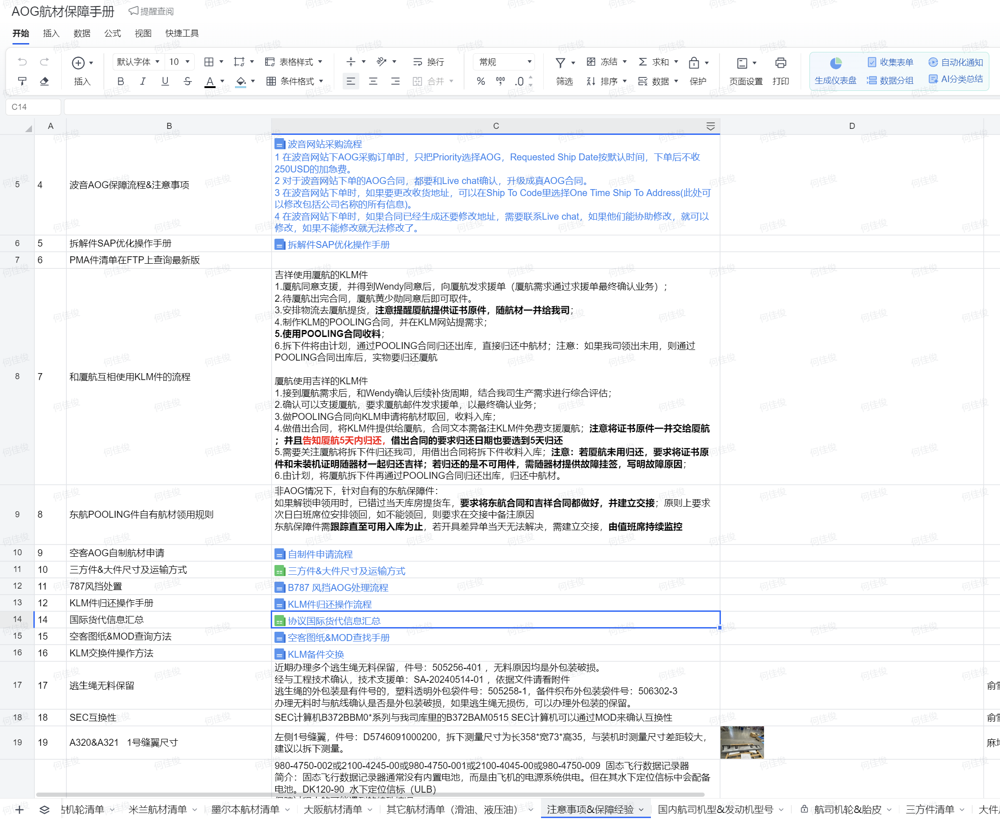 AOG航材保障手册 提醒查阅
开始 插入 数据 公式 视图 快捷工具
默认字体 10 表格样式 换行 常规 冻结 求和 收集表单 自动化通知
插入 B I U S A 条件格式 合并 % 000 .0 筛选 排序 数据 保护 页面设置 打印 生成仪表盘 数据分组 AI分类总结
C14
A B C D
5 4 波音AOG保障流程&注意事项
波音网站采购流程
1 在波音网站下AOG采购订单时，只把Priority选择AOG，Requested Ship Date按默认时间，下单后不收
250USD的加急费。
2 对于波音网站下单的AOG合同，都要和Live chat确认，升级成真AOG合同。
3 在波音网站下单时，如果要更改收货地址，可以在Ship To Code里选择One Time Ship To Address(此处可
以修改包括公司名称的所有信息)。
4 在波音网站下单时，如果合同已经生成还要修改地址，需要联系Live chat，如果他们能协助修改，就可以
修改，如果不能修改就无法修改了。
6 5 拆解件SAP优化操作手册 拆解件SAP优化操作手册
7 6 PMA件清单在FTP上查询最新版
8 7 和厦航互相使用KLM件的流程
吉祥使用厦航的KLM件
1.厦航同意支援，并得到Wendy同意后，向厦航发求援单（厦航需求通过求援单最终确认业务）；
2.待厦航出完合同，厦航黄少勋同意后即可取件。
3.安排物流去厦航提货，注意提醒厦航提供证书原件，随航材一并给我司；
4.制作KLM的POOLING合同，并在KLM网站提需求；
5.使用POOLING合同收料；
6.拆下件将由计划，通过POOLING合同归还出库，直接归还中航材；注意：如果我司领出未用，则通过
POOLING合同出库后，实物要归还厦航
厦航使用吉祥的KLM件
1.接到厦航需求后，和Wendy确认后续补货周期，结合我司生产需求进行综合评估；
2.确认可以支援厦航，要求厦航邮件发求援单，以最终确认业务；
3.做POOLING合同向KLM申请将航材取回，收料入库；
4.做借出合同，将KLM件提供给厦航，合同文本需备注KLM件免费支援厦航；注意将证书原件一并交给厦航
；并且告知厦航5天内归还，借出合同的要求归还日期也要选到5天归还
5.需要关注厦航将拆下件归还我司，用借出合同将拆下件收料入库；注意：若厦航未用归还，要求将证书原
件和未装机证明随器材一起归还吉祥；若归还的是不可用件，需随器材提供故障挂签，写明故障原因；
6.由计划，将厦航拆下件再通过POOLING合同归还出库，归还中航材。
9 8 东航POOLING件自有航材领用规则
非AOG情况下，针对自有的东航保障件：
如果解锁申领用时，已错过当天库房提货车，要求将东航合同和吉祥合同都做好，并建立交接；原则上要求
次日白班席位安排领回，如不能领回，则要求在交接中备注原因
东航保障件需跟踪直至可用入库为止，若开具差异单当天无法解决，需建立交接，由值班席持续监控
10 9 空客AOG自制航材申请 自制件申请流程
11 10 三方件&大件尺寸及运输方式 三方件&大件尺寸及运输方式
12 11 787风挡处置 B787 风挡AOG处理流程
13 12 KLM件归还操作手册 KLM件归还操作流程
14 14 国际货代信息汇总 协议国际货代信息汇总
15 15 空客图纸&MOD查询方法 空客图纸&MOD查找手册
16 16 KLM交换件操作方法 KLM备件交换
17 17 逃生绳无料保留
近期办理多个逃生绳无料保留，件号：505256-401 ，无料原因均是外包装破损。
经与工程技术确认，技术支援单：SA-20240514-01 ，依据文件请看附件
逃生绳的外包装是有件号的，塑料透明外包袋件号：505258-1，备件织布外包装袋件号：506302-3
办理无料时与航线确认是否是外包装破损，如果逃生绳无损伤，可以办理外包装的保留。
18 18 SEC互换性 SEC计算机B372BBM0*系列与我司库里的B372BAM0515 SEC计算机可以通过MOD来确认互换性
19 19 A320&A321 1号缝翼尺寸
左侧1号缝翼，件号：D5746091000200，拆下测量尺寸为长358*宽73*高35，与装机时测量尺寸差距较大，
建议以拆下测量。
980-4750-002或2100-4245-00或980-4750-001或2100-4045-00或980-4750-009 固态飞行数据记录器
简介：固态飞行数据记录器通常没有内置电池，而是由飞机的电源系统供电。但在其水下定位信标中会配备
电池。DK120-90 水下定位信标（ULB）
机轮清单 米兰航材清单 墨尔本航材清单 大阪航材清单 其它航材清单（滑油、液压油） 注意事项&保障经验 国内航司机型&发动机型号 航司机轮&胎皮 三方件清单 大件
何佳俊